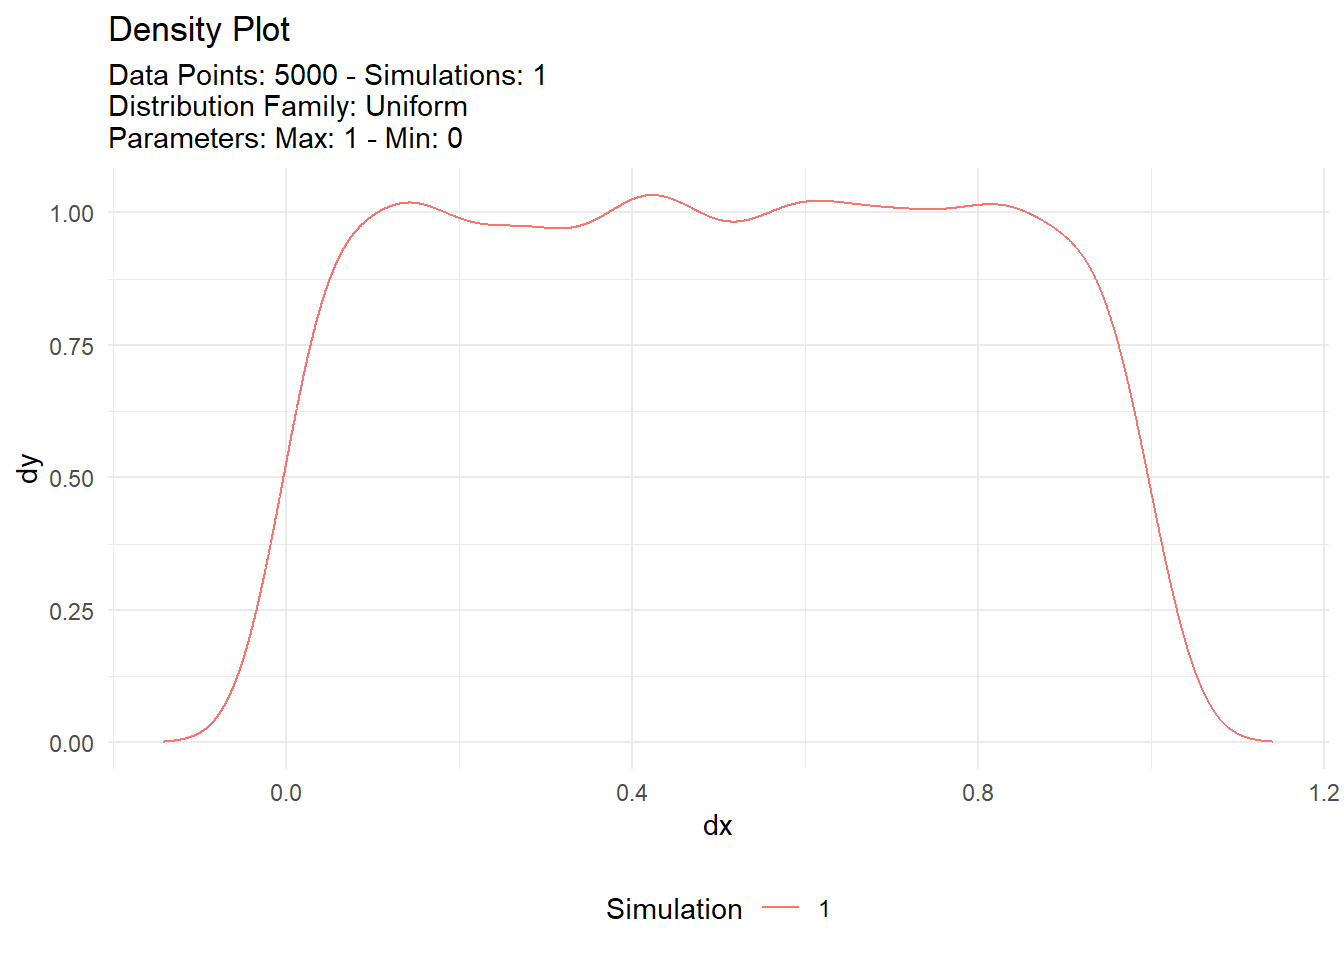 Density Plot
Data Points: 5000 - Simulations: 1
Distribution Family: Uniform
Parameters: Max: 1 - Min: 0
1.00
0.75
0.50
0.25
0.00
dy
0.0 0.4 0.8 1.2
dx
Simulation 1